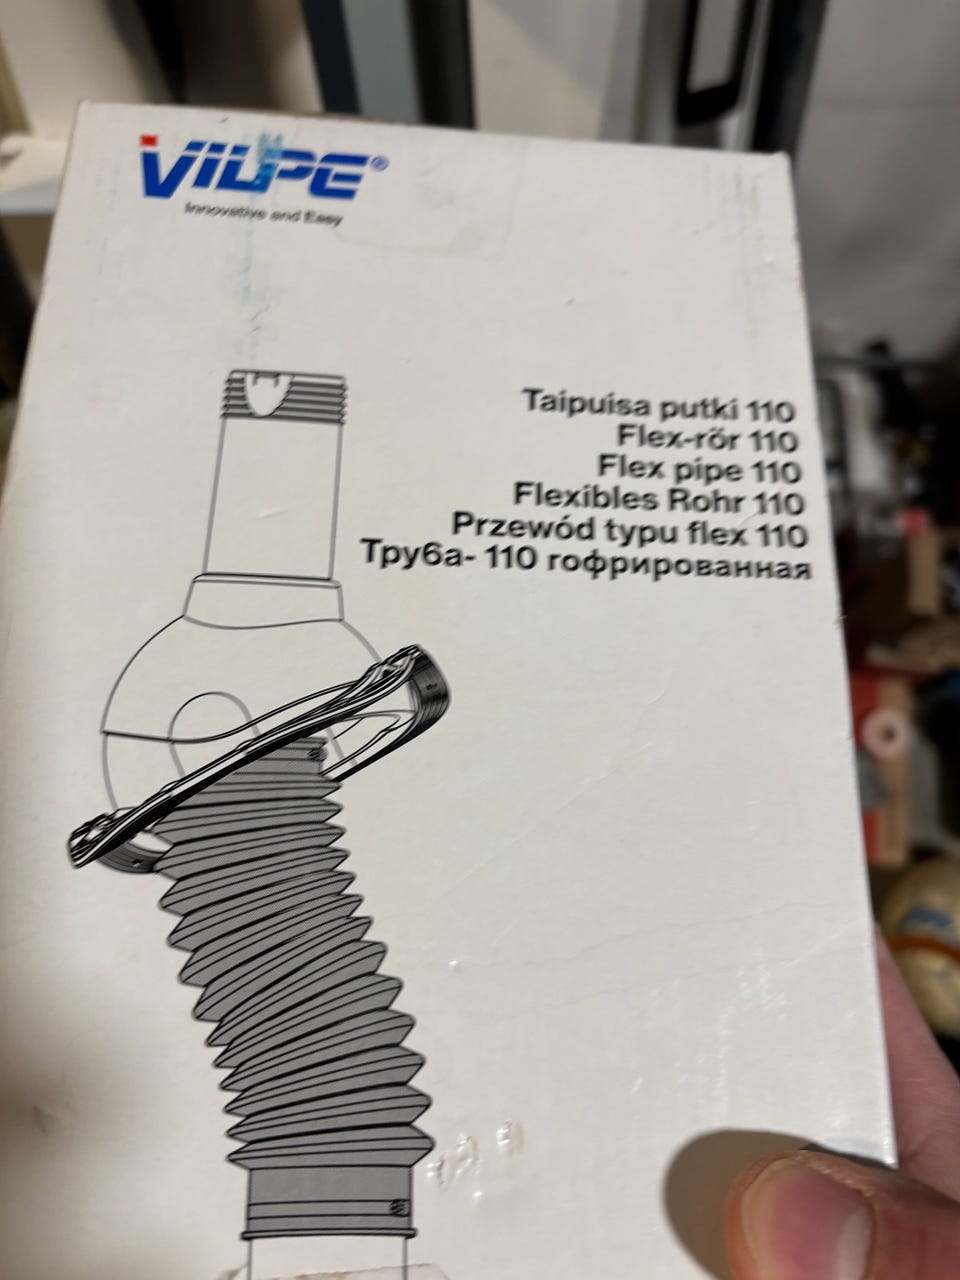 VILPE®
Innovative and Easy
Taipuisa putki 110
Flex-rör 110
Flex pipe 110
Flexibles Rohr 110
Przewód typu flex 110
Труба- 110 гофрированная